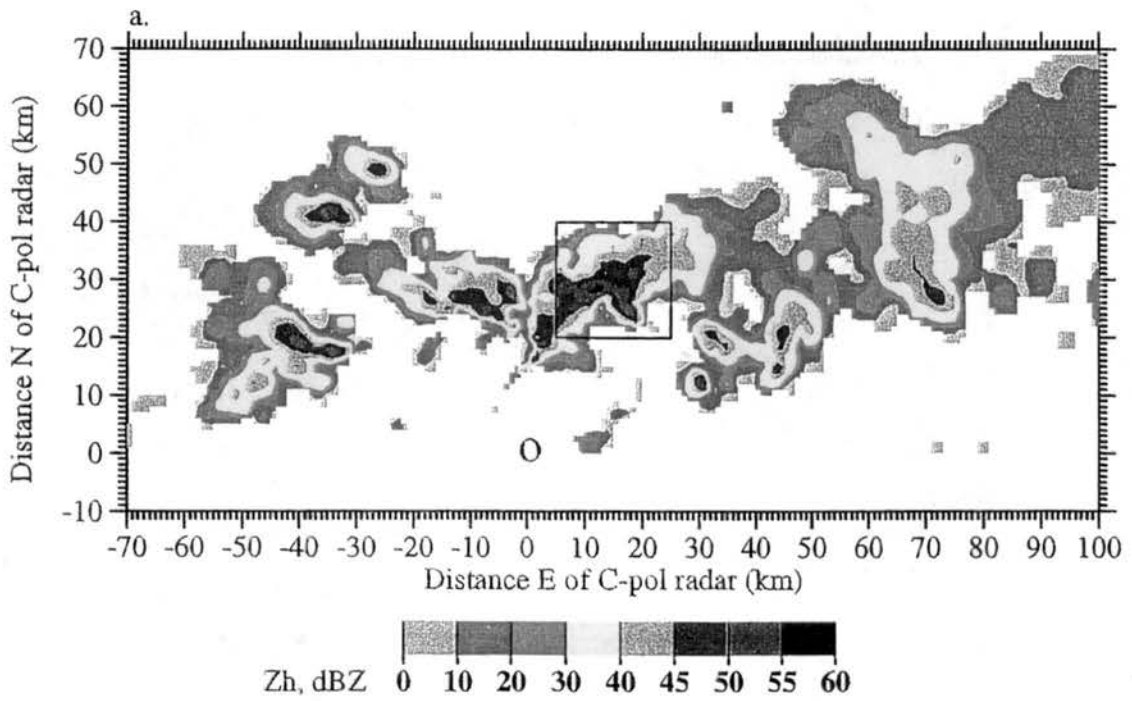 a.
70
60
50
40
30
20
10
0
-10
Distance N of C-pol radar (km)
O
-70 -60 -50 -40 -30 -20 -10 0 10 20 30 40 50 60 70 80 90 100
Distance E of C-pol radar (km)
Zh, dBZ 0 10 20 30 40 45 50 55 60